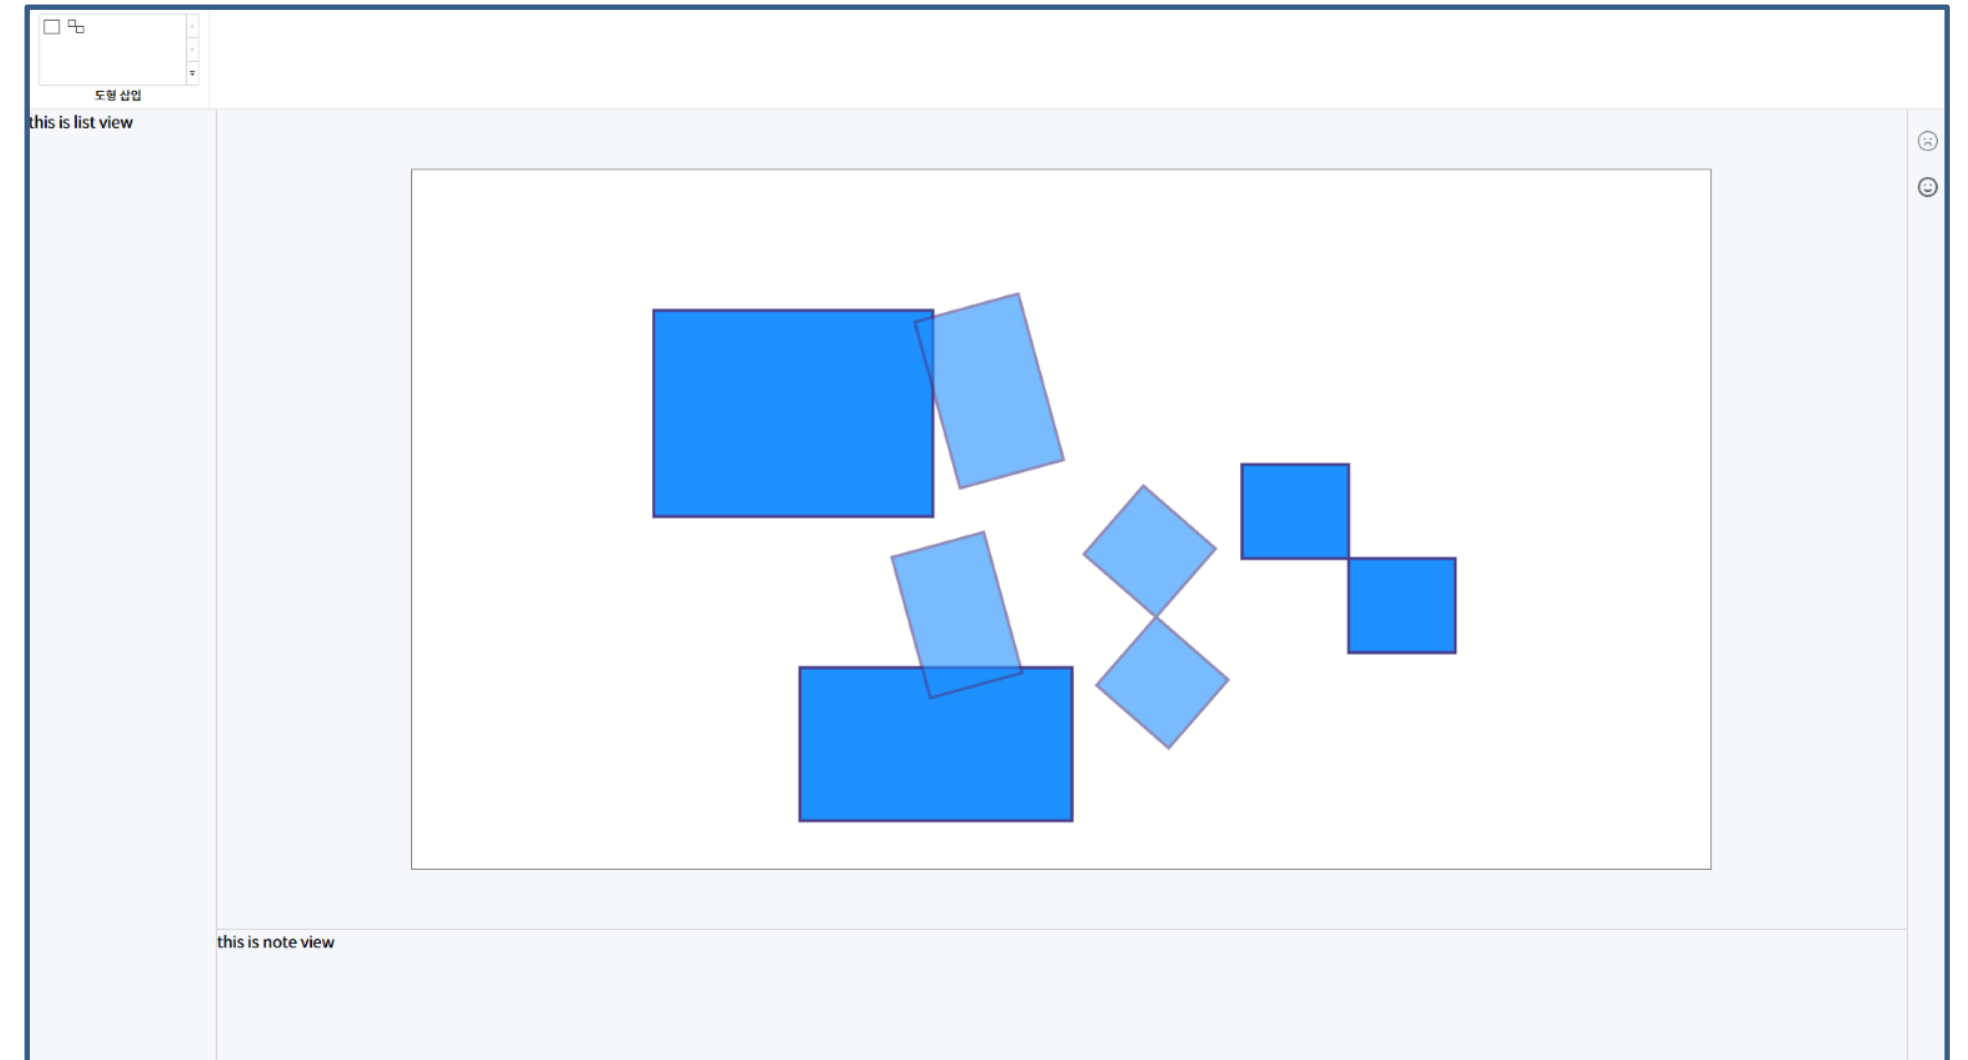 도형 삽입
this is list view
this is note view